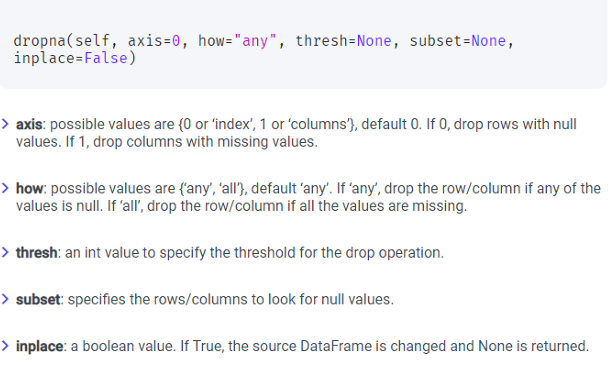 dropna(self, axis=0, how="any", thresh=None, subset=None,
inplace=False)
axis: possible values are {0 or ‘index’, 1 or ‘columns’}, default 0. If 0, drop rows with null
values. If 1, drop columns with missing values.
how: possible values are {‘any’, ‘all’}, default ‘any’. If ‘any’, drop the row/column if any of the
values is null. If ‘all’, drop the row/column if all the values are missing.
thresh: an int value to specify the threshold for the drop operation.
subset: specifies the rows/columns to look for null values.
inplace: a boolean value. If True, the source DataFrame is changed and None is returned.